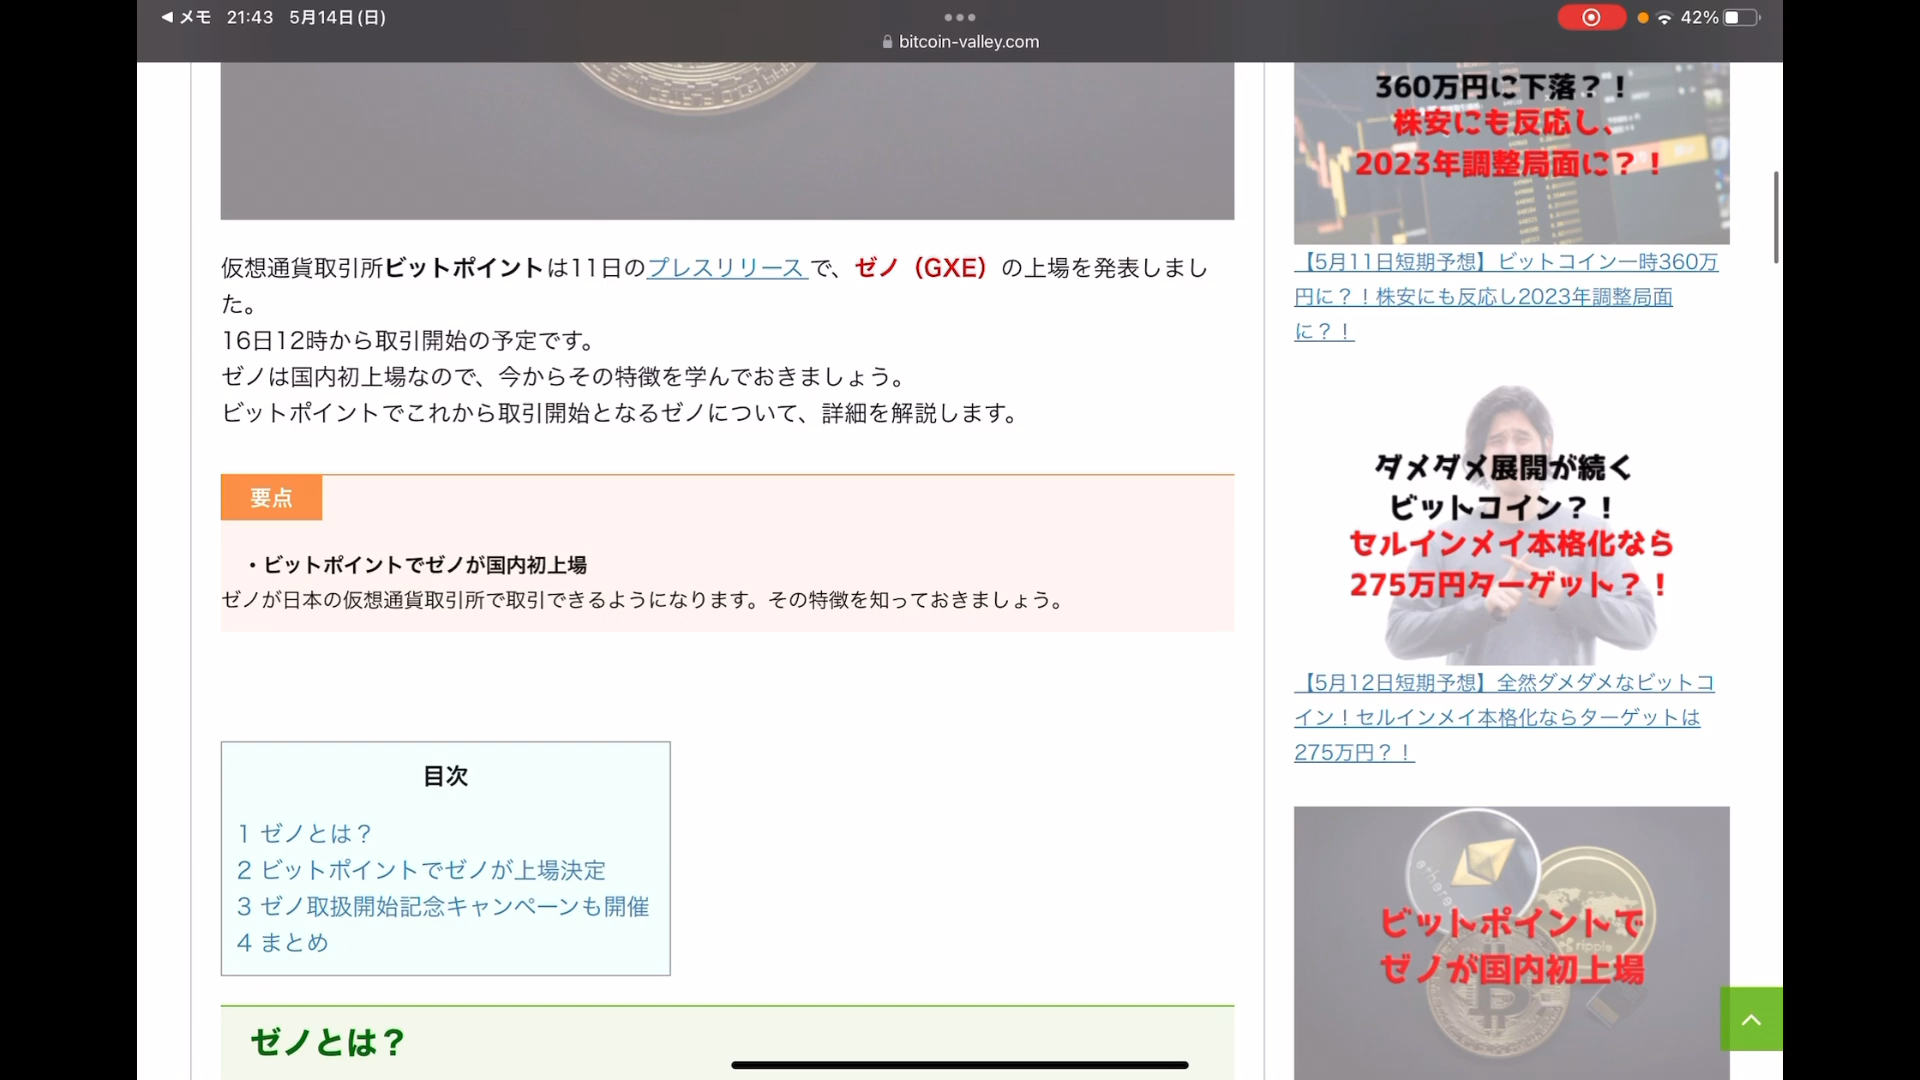 ◀ メモ 21:43 5月14日(日)
42%
bitcoin-valley.com
仮想通貨取引所ビットポイントは11日のプレスリリース で、ゼノ（GXE）の上場を発表しまし
た。
16日12時から取引開始の予定です。
ゼノは国内初上場なので、今からその特徴を学んでおきましょう。
ビットポイントでこれから取引開始となるゼノについて、詳細を解説します。
要点
・ビットポイントでゼノが国内初上場
ゼノが日本の仮想通貨取引所で取引できるようになります。その特徴を知っておきましょう。
目次
1 ゼノとは？
2 ビットポイントでゼノが上場決定
3 ゼノ取扱開始記念キャンペーンも開催
4 まとめ
ゼノとは？
360万円に下落？！
株安にも反応し、
2023年調整局面に？！
【5月11日短期予想】ビットコイン一時360万
円に？！株安にも反応し2023年調整局面
に？！
ダメダメ展開が続く
ビットコイン？！
セルインメイ本格化なら
275万円ターゲット？！
【5月12日短期予想】全然ダメダメなビットコ
イン！セルインメイ本格化ならターゲットは
275万円？！
ビットポイントで
ripple
ゼノが国内初上場